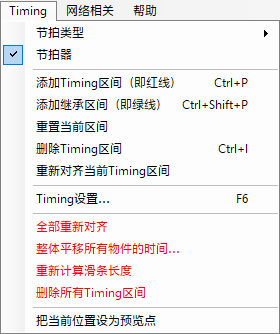 Timing 网络相关 帮助
节拍类型
节拍器
添加Timing区间（即红线） Ctrl+P
添加继承区间（即绿线） Ctrl+Shift+P
重置当前区间
删除Timing区间 Ctrl+I
重新对齐当前Timing区间
Timing设置... F6
全部重新对齐
整体平移所有物件的时间...
重新计算滑条长度
删除所有Timing区间
把当前位置设为预览点